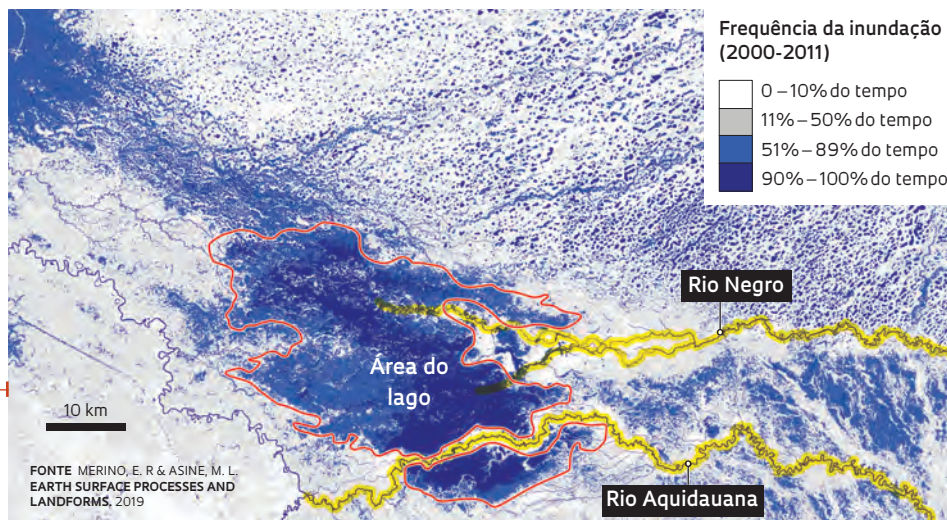 Frequência da inundação
(2000-2011)
0 – 10% do tempo
11% – 50% do tempo
51% – 89% do tempo
90% – 100% do tempo
Rio Negro
Área do
lago
10 km
Rio Aquidauana
FONTE MERINO, E. R & ASINE, M. L.
EARTH SURFACE PROCESSES AND
LANDFORMS, 2019